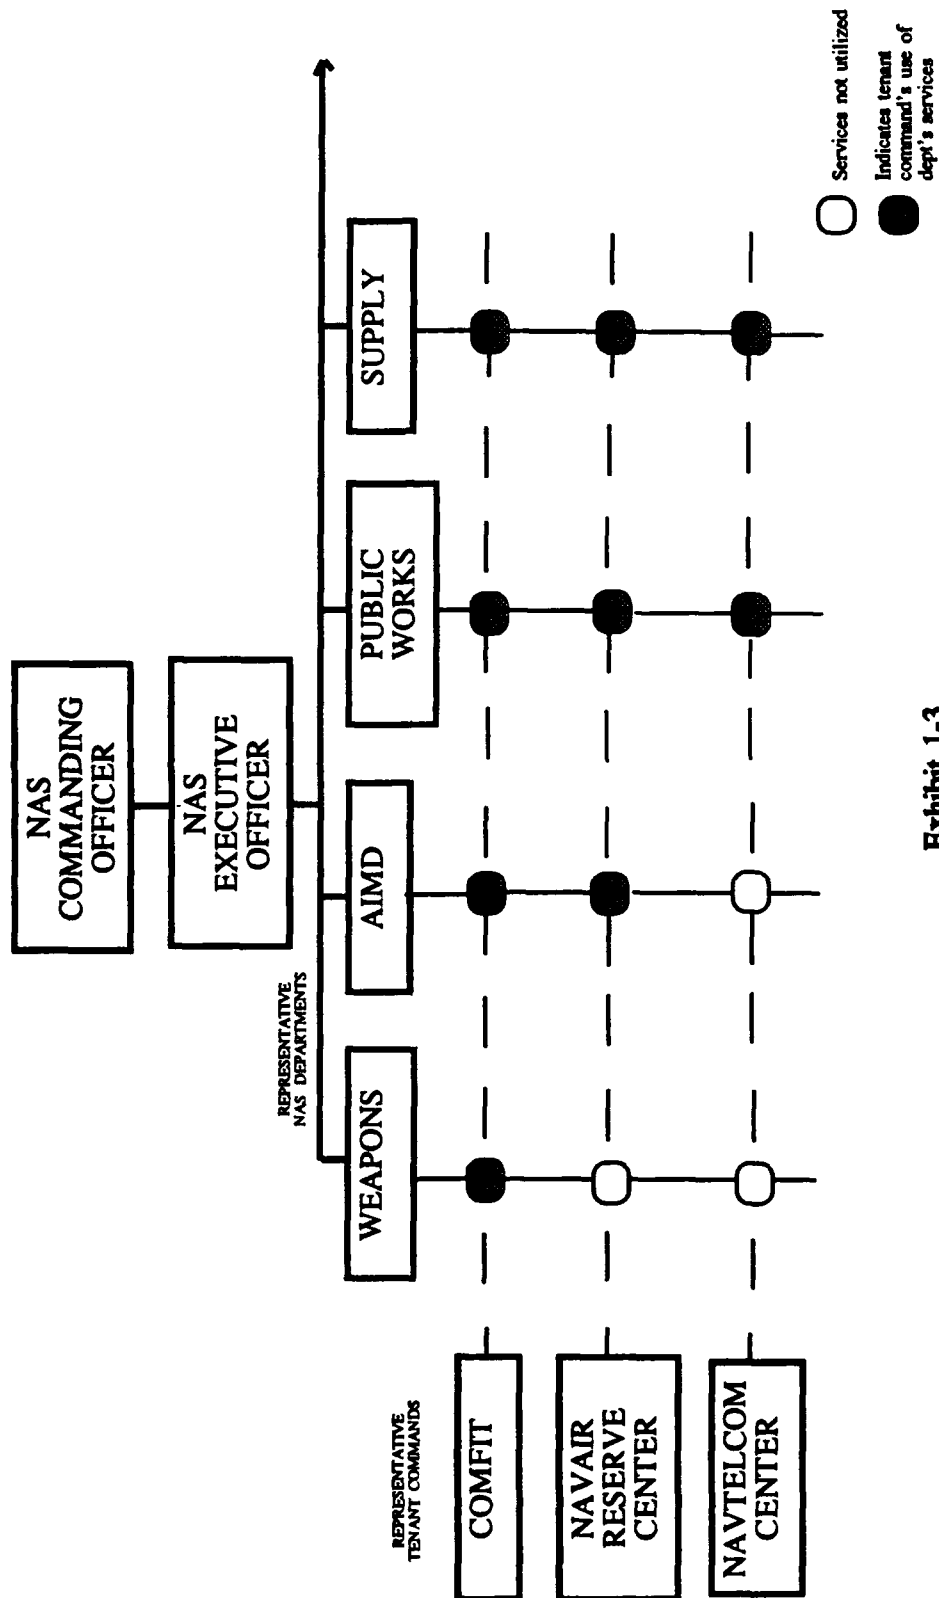 NAS
COMMANDING
OFFICER
NAS
EXECUTIVE
OFFICER
REPRESENTATIVE
NAS DEPARTMENTS
WEAPONS
AIMD
PUBLIC
WORKS
SUPPLY
REPRESENTATIVE
TENANT COMMANDS
COMFIT
NAVAIR
RESERVE
CENTER
NAVTELCOM
CENTER
Services not utilized
Indicates tenant
command's use of
dept's services
Exhibit 1-3